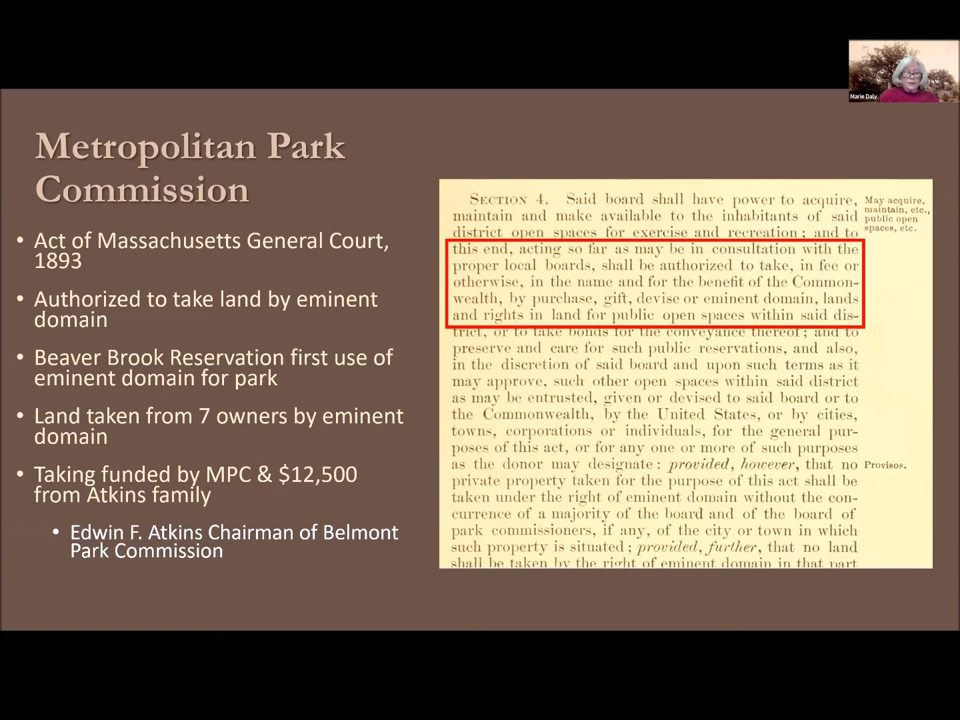 Marie Daly
Metropolitan Park
Commission
• Act of Massachusetts General Court,
1893
• Authorized to take land by eminent
domain
• Beaver Brook Reservation first use of
eminent domain for park
• Land taken from 7 owners by eminent
domain
• Taking funded by MPC & $12,500
from Atkins family
• Edwin F. Atkins Chairman of Belmont
Park Commission
SECTION 4. Said board shall have power to acquire,
maintain and make available to the inhabitants of said
district open spaces for exercise and recreation; and to
this end, acting so far as may be in consultation with the
proper local boards, shall be authorized to take, in fee or
otherwise, in the name and for the benefit of the Common-
wealth, by purchase, gift, devise or eminent domain, lands
and rights in land for public open spaces within said dis-
trict, or to take bonds for the conveyance thereof; and to
preserve and care for such public reservations, and also,
in the discretion of said board and upon such terms as it
may approve, such other open spaces within said district
as may be entrusted, given or devised to said board or to
the Commonwealth, by the United States, or by cities,
towns, corporations or individuals, for the general pur-
poses of this act, or for any one or more of such purposes
as the donor may designate: provided, however, that no
private property taken for the purpose of this act shall be
taken under the right of eminent domain without the con-
currence of a majority of the board and of the board of
park commissioners, if any, of the city or town in which
such property is situated; provided, further, that no land
shall be taken by the right of eminent domain in that part
May acquire,
maintain, etc.,
public open
spaces, etc.
Provisos.